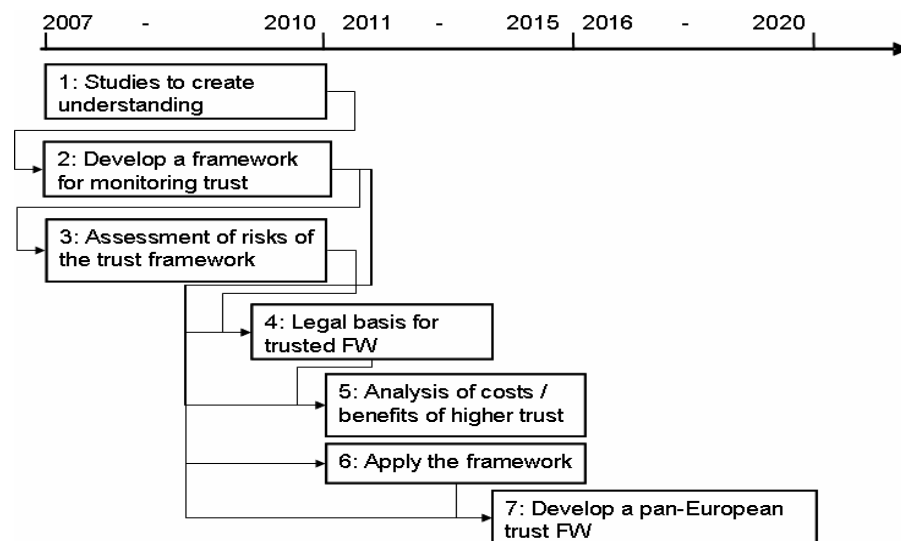 2007 - 2010 2011 - 2015 2016 - 2020
1: Studies to create
understanding
2: Develop a framework
for monitoring trust
3: Assessment of risks of
the trust framework
4: Legal basis for
trusted FW
5: Analysis of costs /
benefits of higher trust
6: Apply the framework
7: Develop a pan-European
trust FW